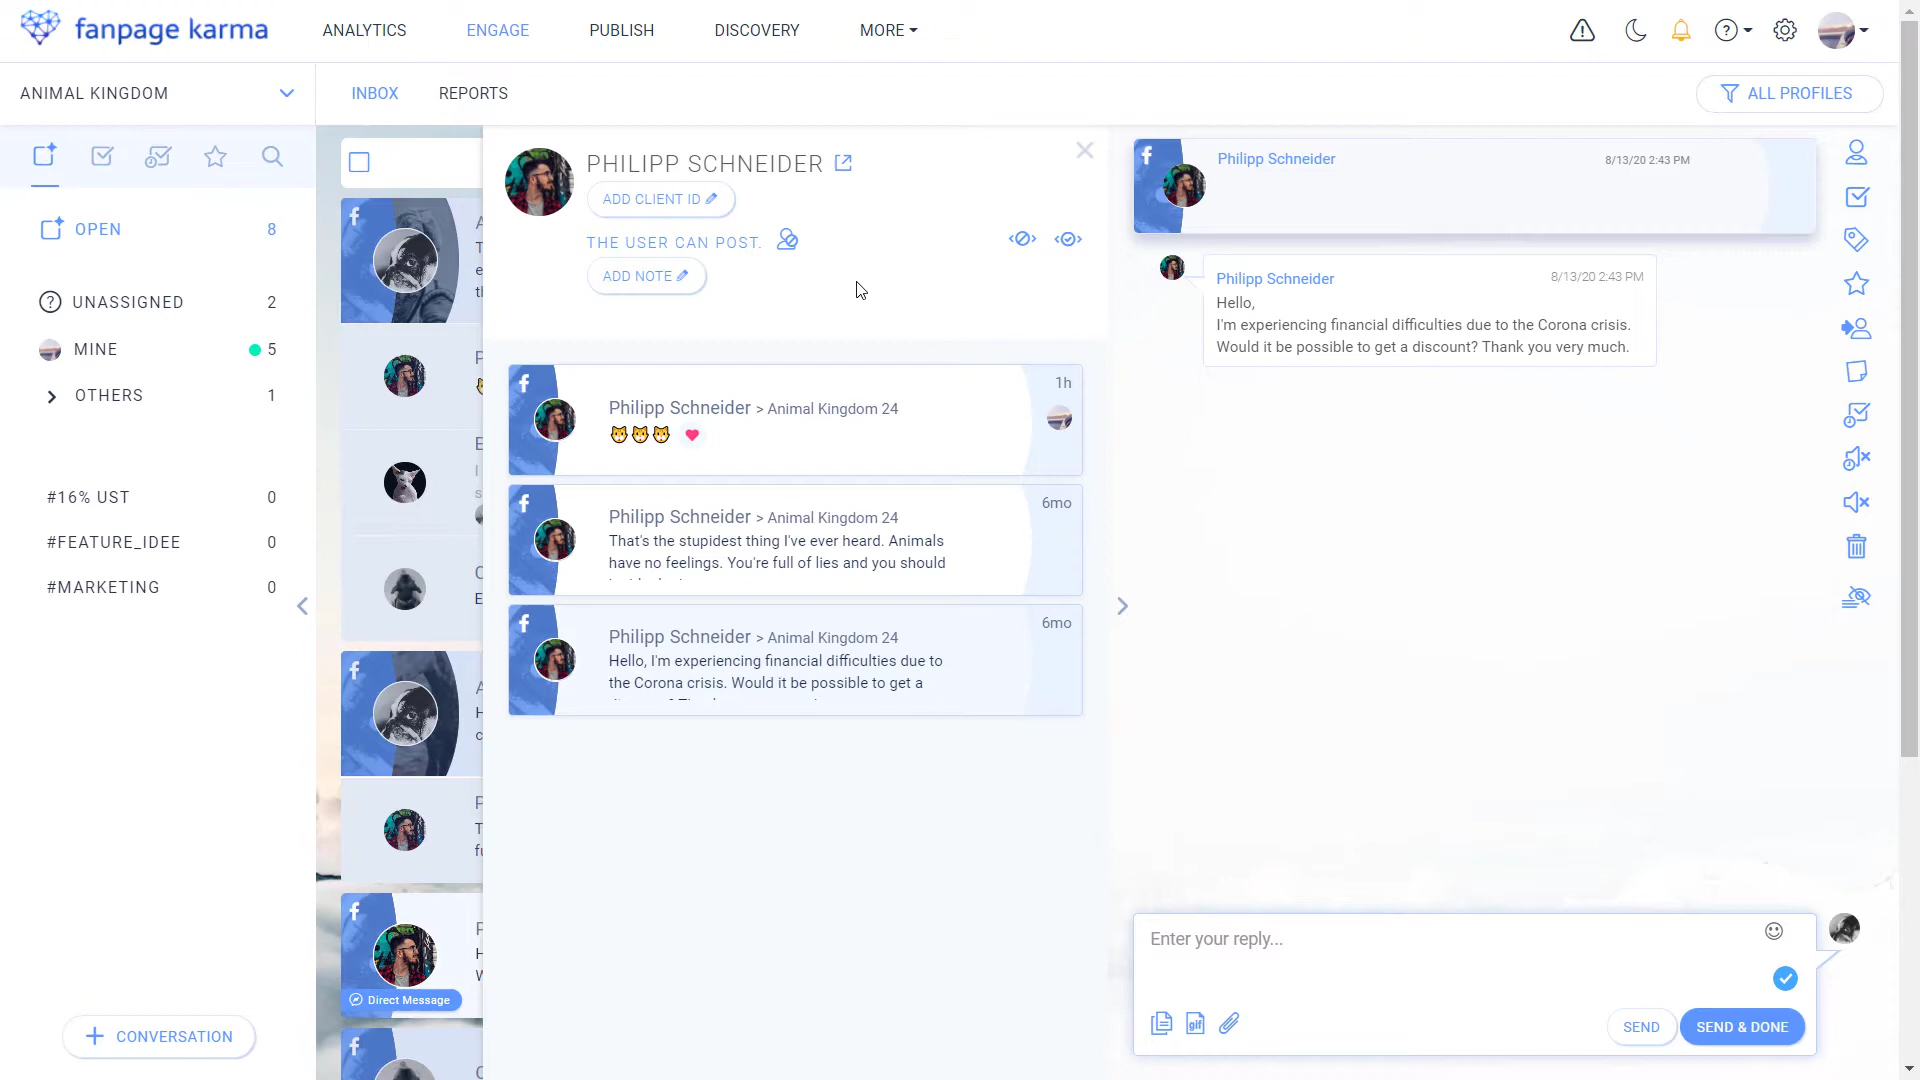 fanpage karma
ANALYTICS
ENGAGE
PUBLISH
DISCOVERY
MORE
ANIMAL KINGDOM
INBOX
REPORTS
ALL PROFILES
OPEN 8
UNASSIGNED 2
MINE 5
OTHERS 1
#16% UST 0
#FEATURE_IDEE 0
#MARKETING 0
CONVERSATION
Direct Message
PHILIPP SCHNEIDER
ADD CLIENT ID
THE USER CAN POST.
ADD NOTE
1h
Philipp Schneider > Animal Kingdom 24
6mo
Philipp Schneider > Animal Kingdom 24
That's the stupidest thing I've ever heard. Animals
have no feelings. You're full of lies and you should
6mo
Philipp Schneider > Animal Kingdom 24
Hello, I'm experiencing financial difficulties due to
the Corona crisis. Would it be possible to get a
Philipp Schneider 8/13/20 2:43 PM
Philipp Schneider 8/13/20 2:43 PM
Hello,
I'm experiencing financial difficulties due to the Corona crisis.
Would it be possible to get a discount? Thank you very much.
Enter your reply...
gif
SEND
SEND & DONE